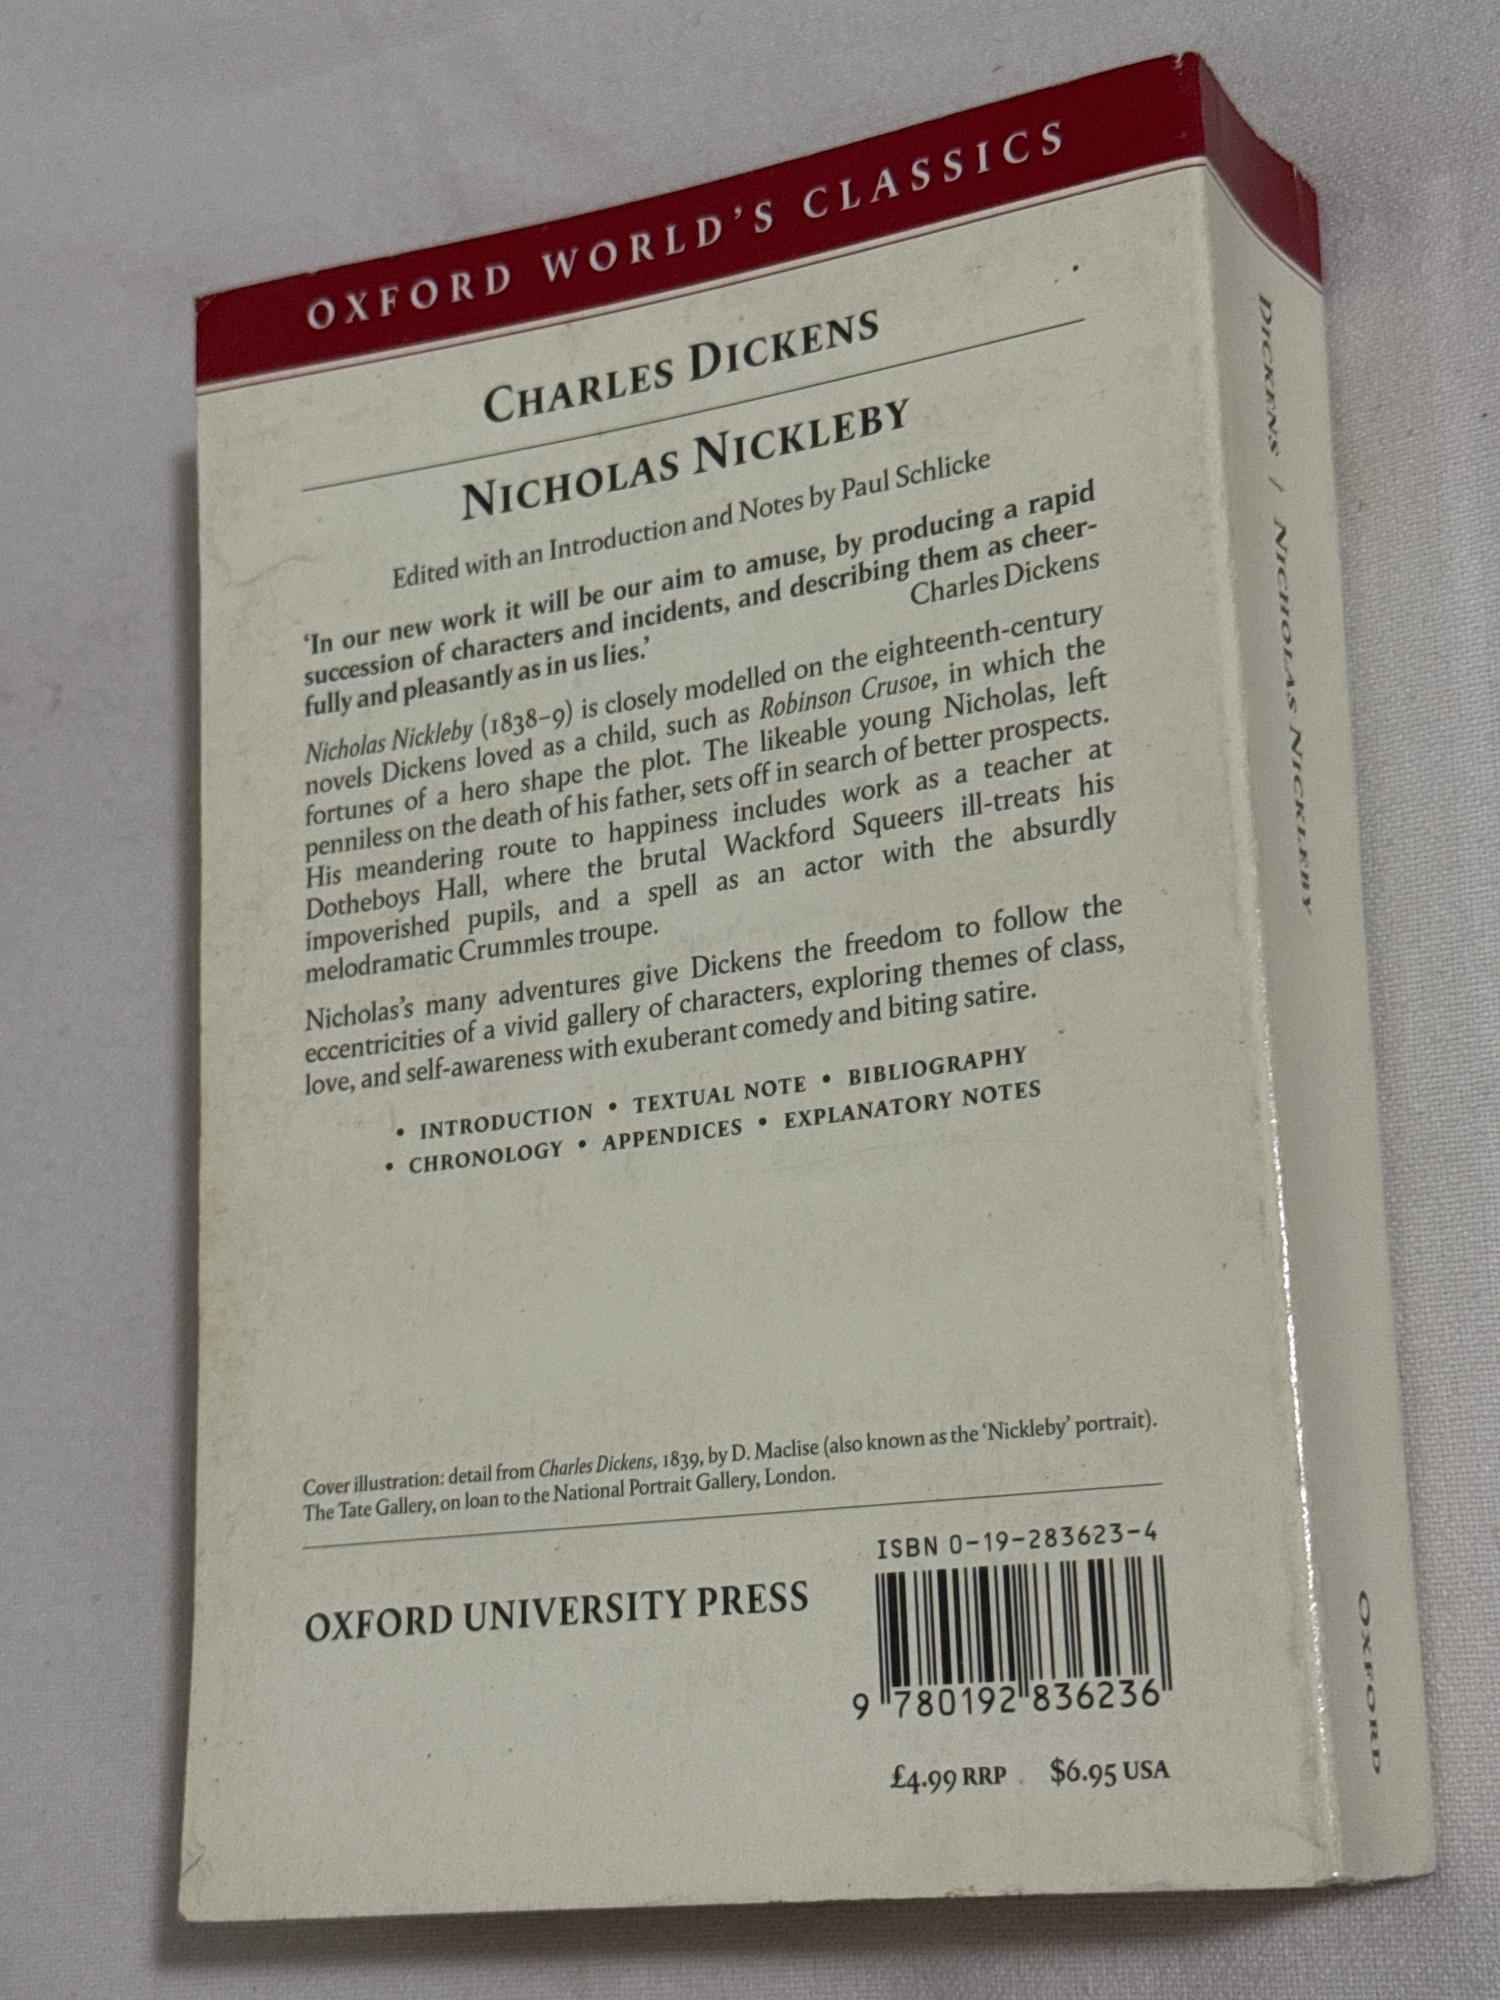 OXFORD WORLD'S CLASSICS
CHARLES DICKENS
NICHOLAS NICKLEBY
Edited with an Introduction and Notes by Paul Schlicke
‘In our new work it will be our aim to amuse, by producing a rapid
succession of characters and incidents, and describing them as cheer-
fully and pleasantly as in us lies.’
Charles Dickens
Nicholas Nickleby (1838–9) is closely modelled on the eighteenth-century
novels Dickens loved as a child, such as Robinson Crusoe, in which the
fortunes of a hero shape the plot. The likeable young Nicholas, left
penniless on the death of his father, sets off in search of better prospects.
His meandering route to happiness includes work as a teacher at
Dotheboys Hall, where the brutal Wackford Squeers ill-treats his
impoverished pupils, and a spell as an actor with the absurdly
melodramatic Crummles troupe.
Nicholas's many adventures give Dickens the freedom to follow the
eccentricities of a vivid gallery of characters, exploring themes of class,
love, and self-awareness with exuberant comedy and biting satire.
• INTRODUCTION • TEXTUAL NOTE • BIBLIOGRAPHY
• CHRONOLOGY • APPENDICES • EXPLANATORY NOTES
Cover illustration: detail from Charles Dickens, 1839, by D. Maclise (also known as the ‘Nickleby’ portrait).
The Tate Gallery, on loan to the National Portrait Gallery, London.
OXFORD UNIVERSITY PRESS
ISBN 0-19-283623-4
9 780192 836236
£4.99 RRP $6.95 USA
DICKENS / NICHOLAS NICKLEBY
OXFORD